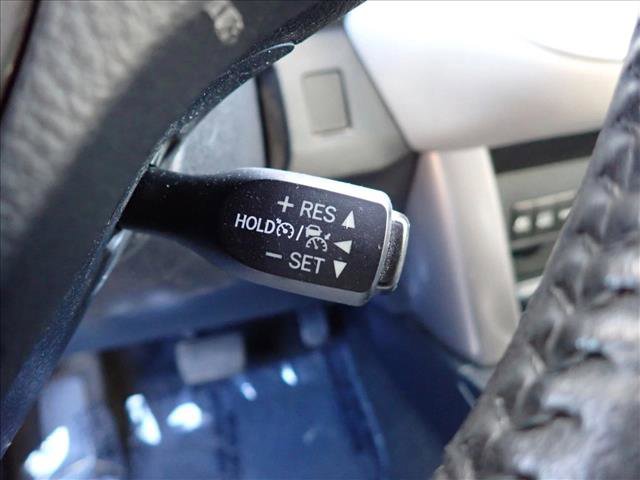 + RES ▲
HOLD / ◀
− SET ▼